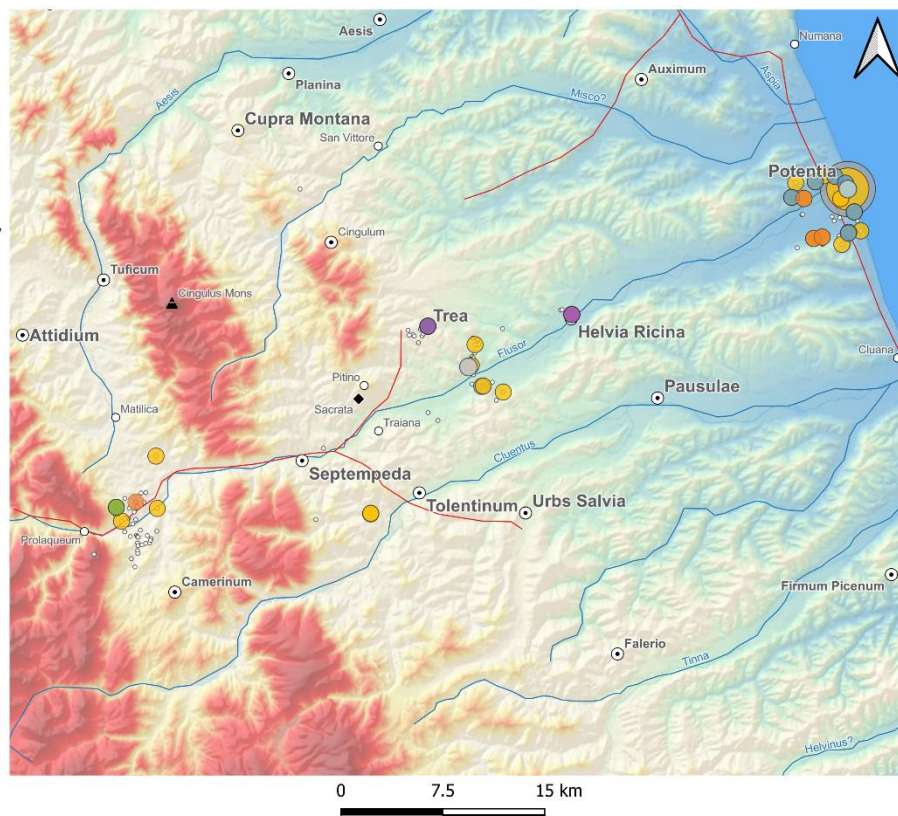 Aesis
Numana
Planina
Auximum
Aspia
Aesis
Misco?
Cupra Montana
San Vittore
Potentia
Cingulum
Tuficum
Cingulus Mons
Trea
Helvia Ricina
Attidium
Flusor
Cluana
Pitino
Pausulae
Sacrata
Matilica
Traiana
Cluentus
Septempeda
Tolentinum
Urbs Salvia
Prolaqueum
Camerinum
Firmum Picenum
Falerio
Tinna
Helvinus?
0 7.5 15 km